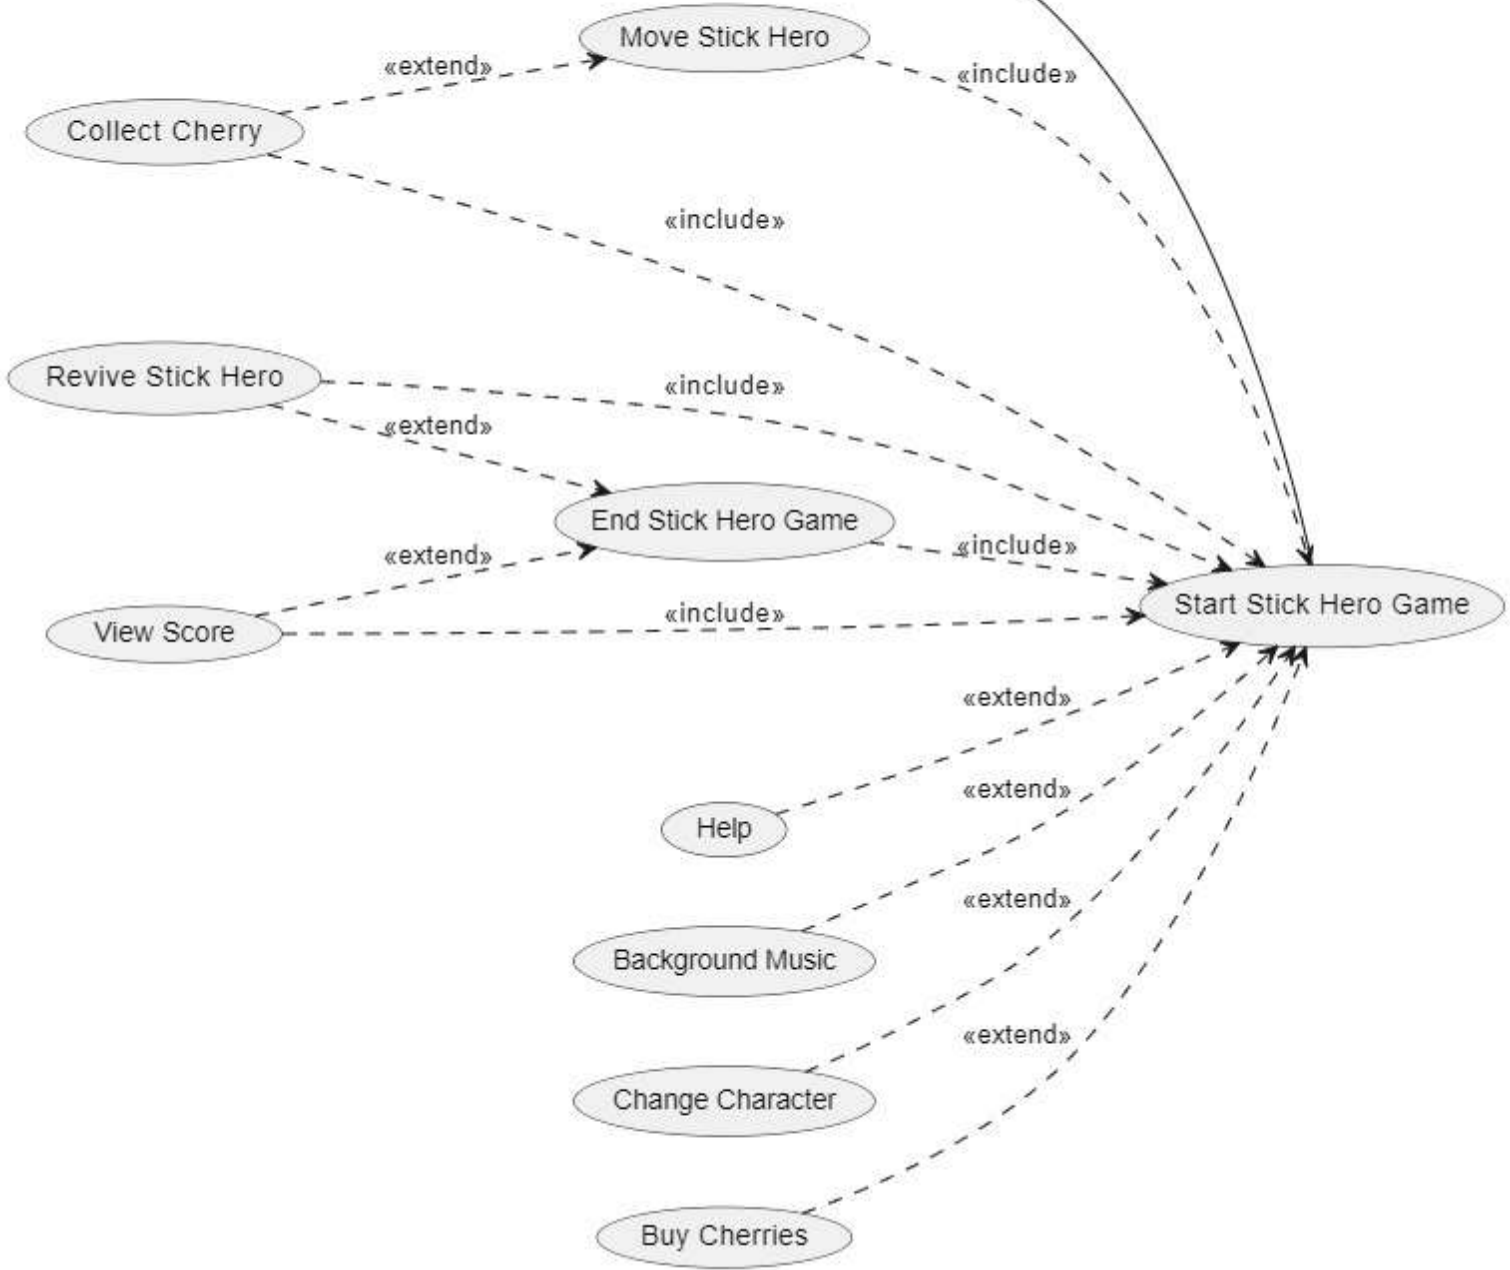 Move Stick Hero
«extend»
«include»
Collect Cherry
«include»
Revive Stick Hero
«include»
«extend»
End Stick Hero Game
«include»
«extend»
Start Stick Hero Game
«include»
View Score
«extend»
«extend»
Help
«extend»
Background Music
«extend»
Change Character
Buy Cherries